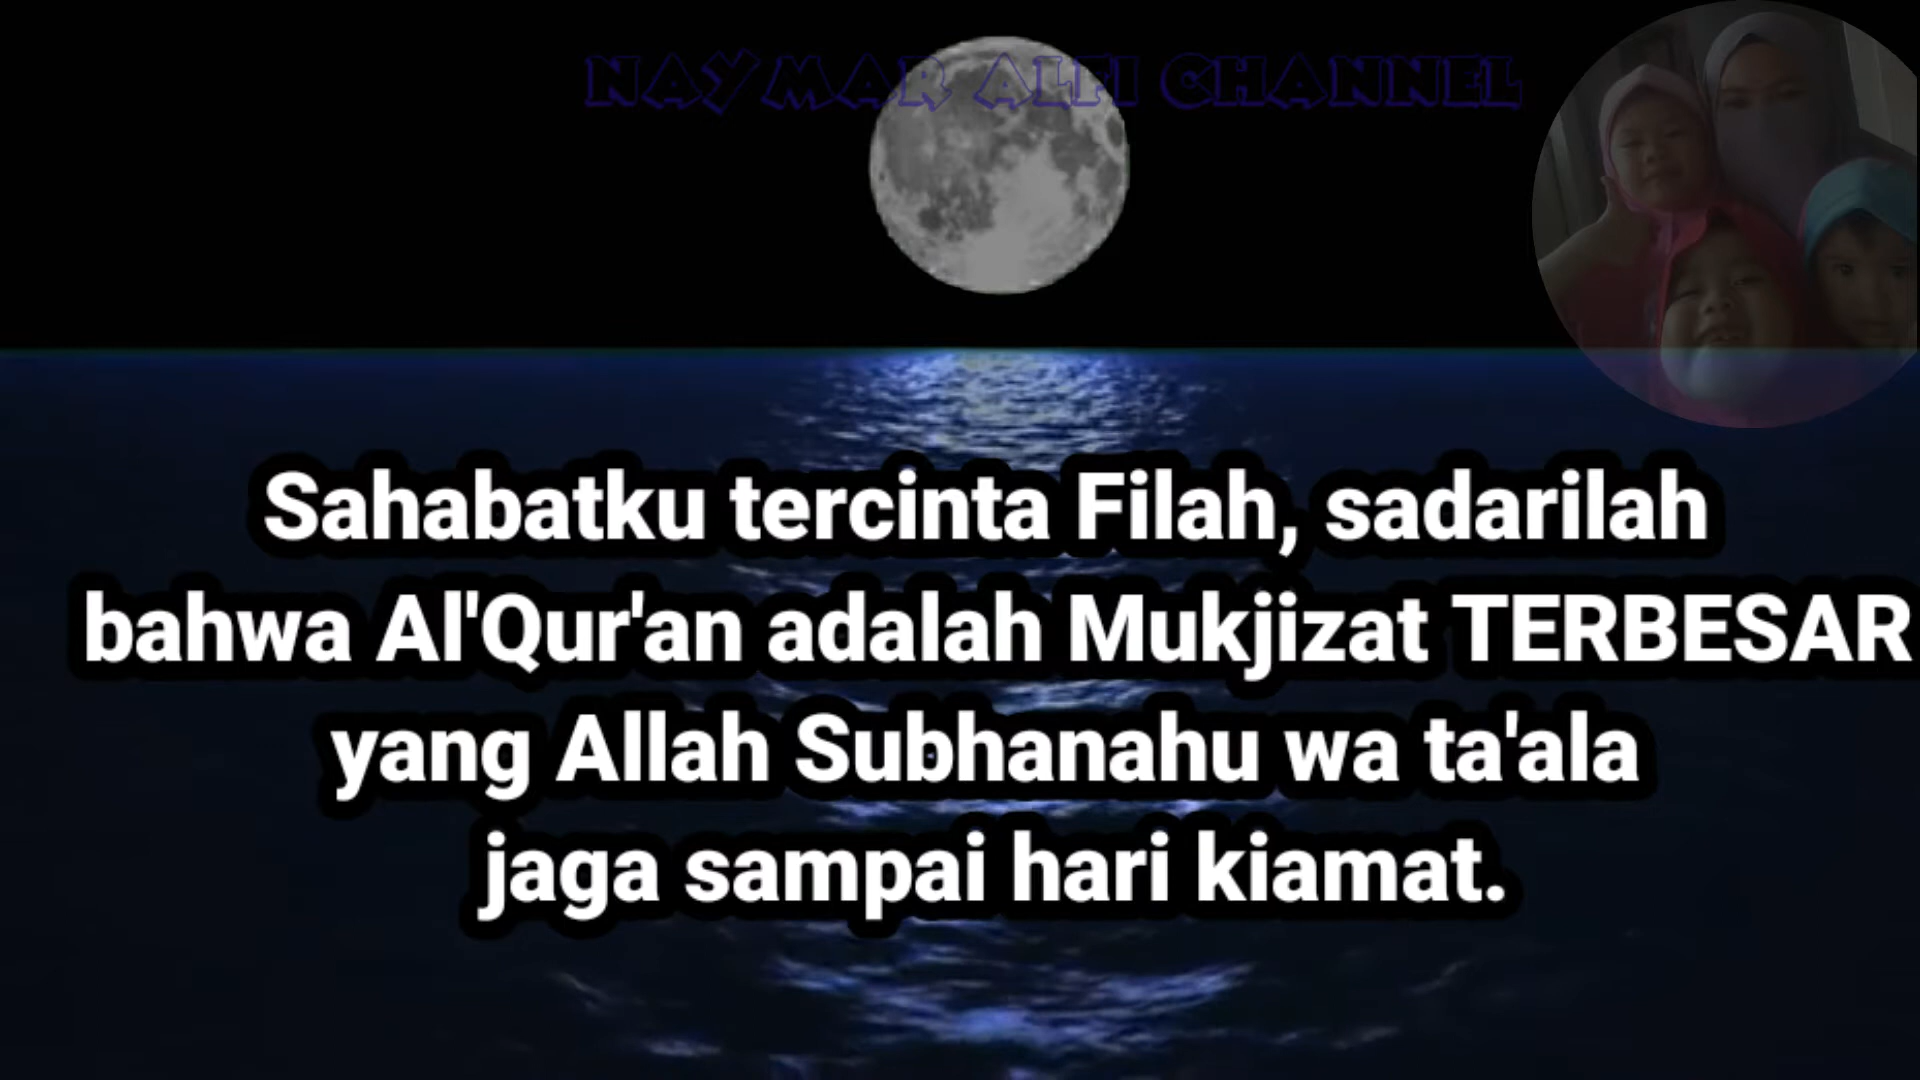 NAYMAR ALFI CHANNEL
Sahabatku tercinta Filah, sadarilah
bahwa Al'Qur'an adalah Mukjizat TERBESAR
yang Allah Subhanahu wa ta'ala
jaga sampai hari kiamat.